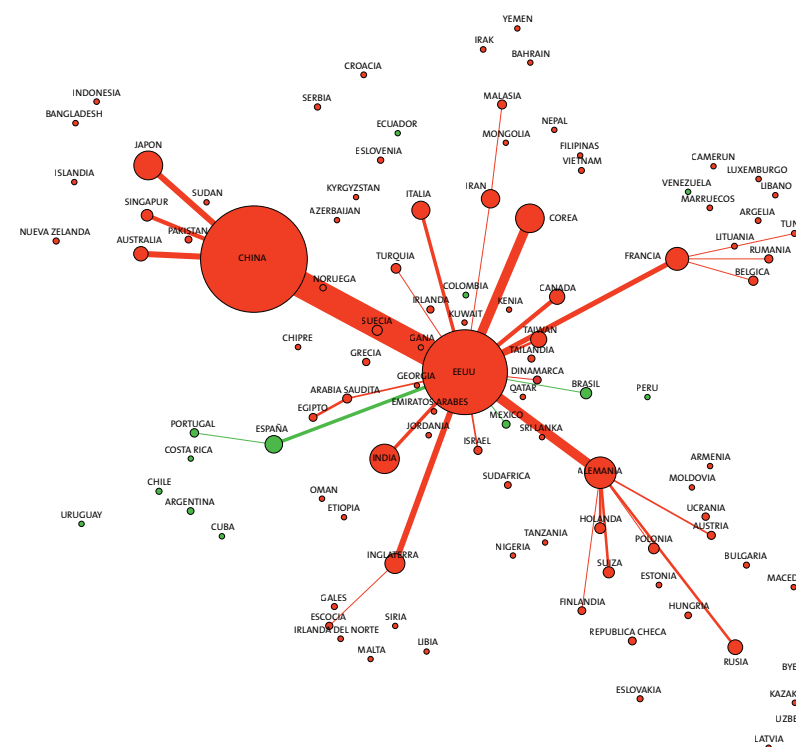 YEMEN
IRAK
BAHRAIN
CROACIA
INDONESIA
SERBIA
MALASIA
BANGLADESH
ECUADOR
NEPAL
MONGOLIA
JAPON
ESLOVENIA
FILIPINAS
VIETNAM
CAMERUN
LUXEMBURGO
ISLANDIA
VENEZUELA
LIBANO
IRAN
KYRGYZSTAN
SUDAN
ITALIA
MARRUECOS
SINGAPUR
AZERBAIJAN
COREA
ARGELIA
TUN
NUEVA ZELANDA
PAKISTAN
AUSTRALIA
LITUANIA
RUMANIA
CHINA
TURQUIA
FRANCIA
BELGICA
NORUEGA
COLOMBIA
CANADA
IRLANDA
KENIA
KUWAIT
SUECIA
TAIWAN
CHIPRE
GANA
TAILANDIA
GRECIA
EEUU
DINAMARCA
GEORGIA
BRASIL
PERU
ARABIA SAUDITA
QATAR
EMIRATOS ARABES
EGIPTO
MEXICO
PORTUGAL
ESPAÑA
JORDANIA
SRI LANKA
COSTA RICA
ISRAEL
INDIA
ARMENIA
ALEMANIA
CHILE
SUDAFRICA
MOLDOVIA
OMAN
ARGENTINA
ETIOPIA
UCRANIA
URUGUAY
HOLANDA
AUSTRIA
CUBA
TANZANIA
POLONIA
NIGERIA
INGLATERRA
BULGARIA
SUIZA
ESTONIA
MACED
GALES
FINLANDIA
HUNGRIA
ESCOCIA
SIRIA
IRLANDA DEL NORTE
REPUBLICA CHECA
LIBIA
MALTA
RUSIA
BYE
ESLOVAKIA
KAZAK
UZBE
LATVIA